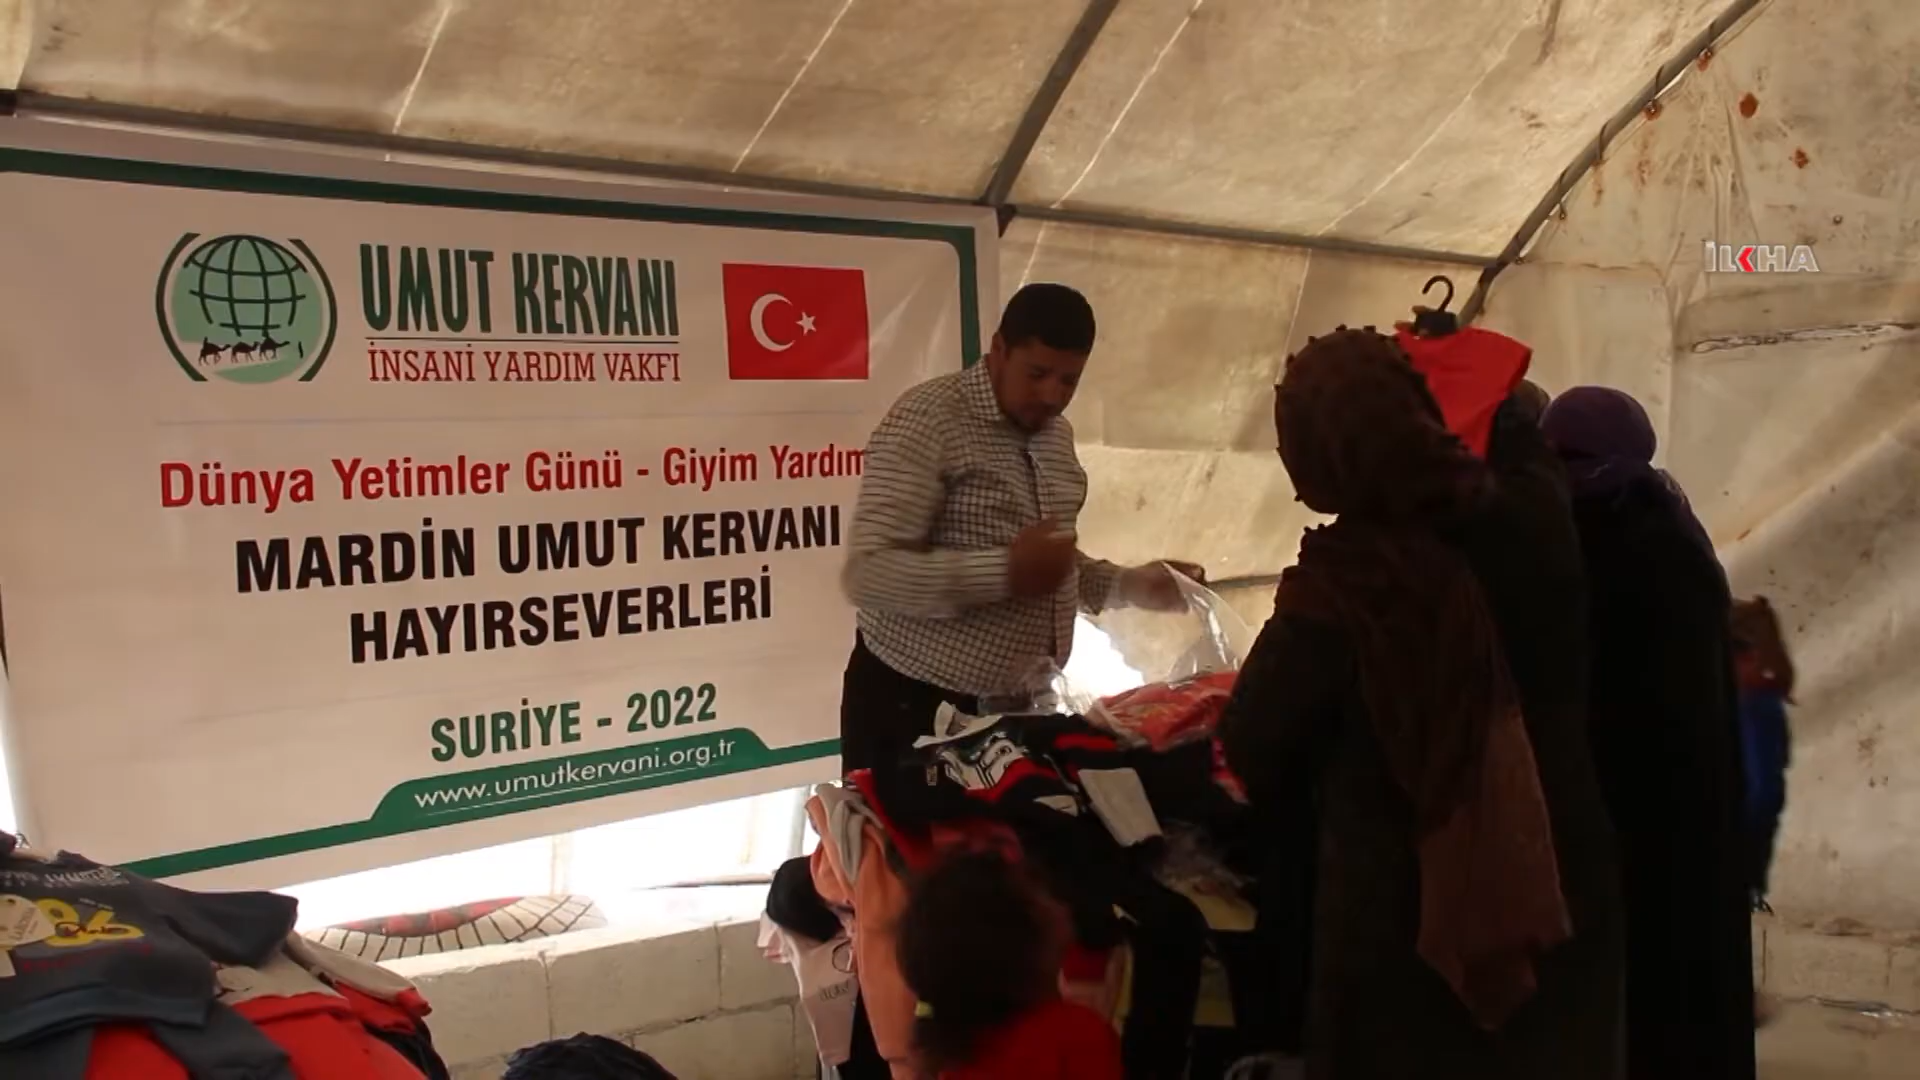 UMUT KERVANI
İNSANİ YARDIM VAKFI
Dünya Yetimler Günü - Giyim Yardım
MARDİN UMUT KERVANI
HAYIRSEVERLERİ
SURİYE - 2022
www.umutkervani.org.tr
İLKHA